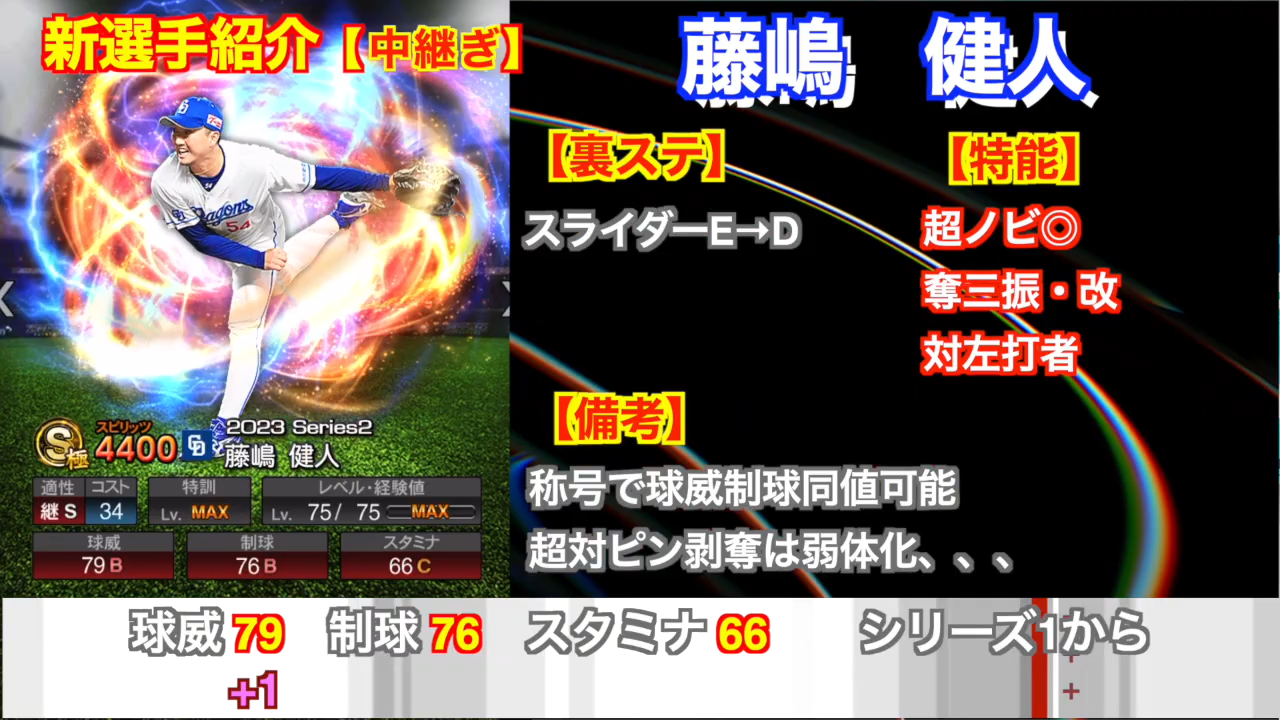 新選手紹介【中継ぎ】
藤嶋 健人
【裏ステ】
スライダーE→D
【特能】
超ノビ◎
奪三振・改
対左打者
【備考】
称号で球威制球同値可能
超対ピン剥奪は弱体化、、、
Dragons
54
S極
スピリッツ
4400
CD
2023 Series2
藤嶋 健人
適性 コスト 特訓 レベル・経験値
継 S 34 Lv. MAX Lv. 75/ 75 MAX
球威 制球 スタミナ
79 B 76 B 66 C
球威 79 制球 76 スタミナ 66 シリーズ1から
+1